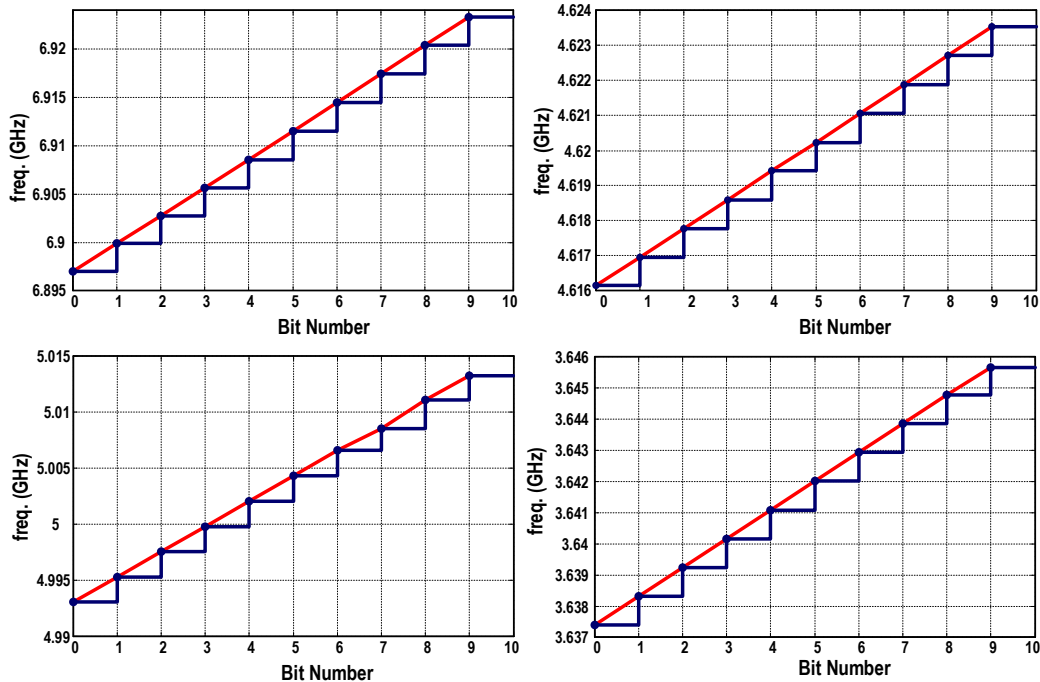 freq. (GHz)
6.92
6.915
6.91
6.905
6.9
6.895
0 1 2 3 4 5 6 7 8 9 10
Bit Number
freq. (GHz)
4.624
4.623
4.622
4.621
4.62
4.619
4.618
4.617
4.616
0 1 2 3 4 5 6 7 8 9 10
Bit Number
freq. (GHz)
5.015
5.01
5.005
5
4.995
4.99
0 1 2 3 4 5 6 7 8 9 10
Bit Number
freq. (GHz)
3.646
3.645
3.644
3.643
3.642
3.641
3.64
3.639
3.638
3.637
0 1 2 3 4 5 6 7 8 9 10
Bit Number